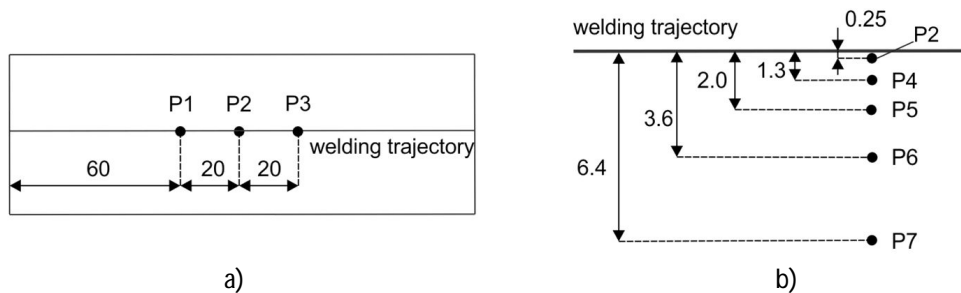 P1 P2 P3
welding trajectory
60 20 20
a)
welding trajectory
0.25
P2
1.3
P4
2.0
P5
3.6
P6
6.4
P7
b)